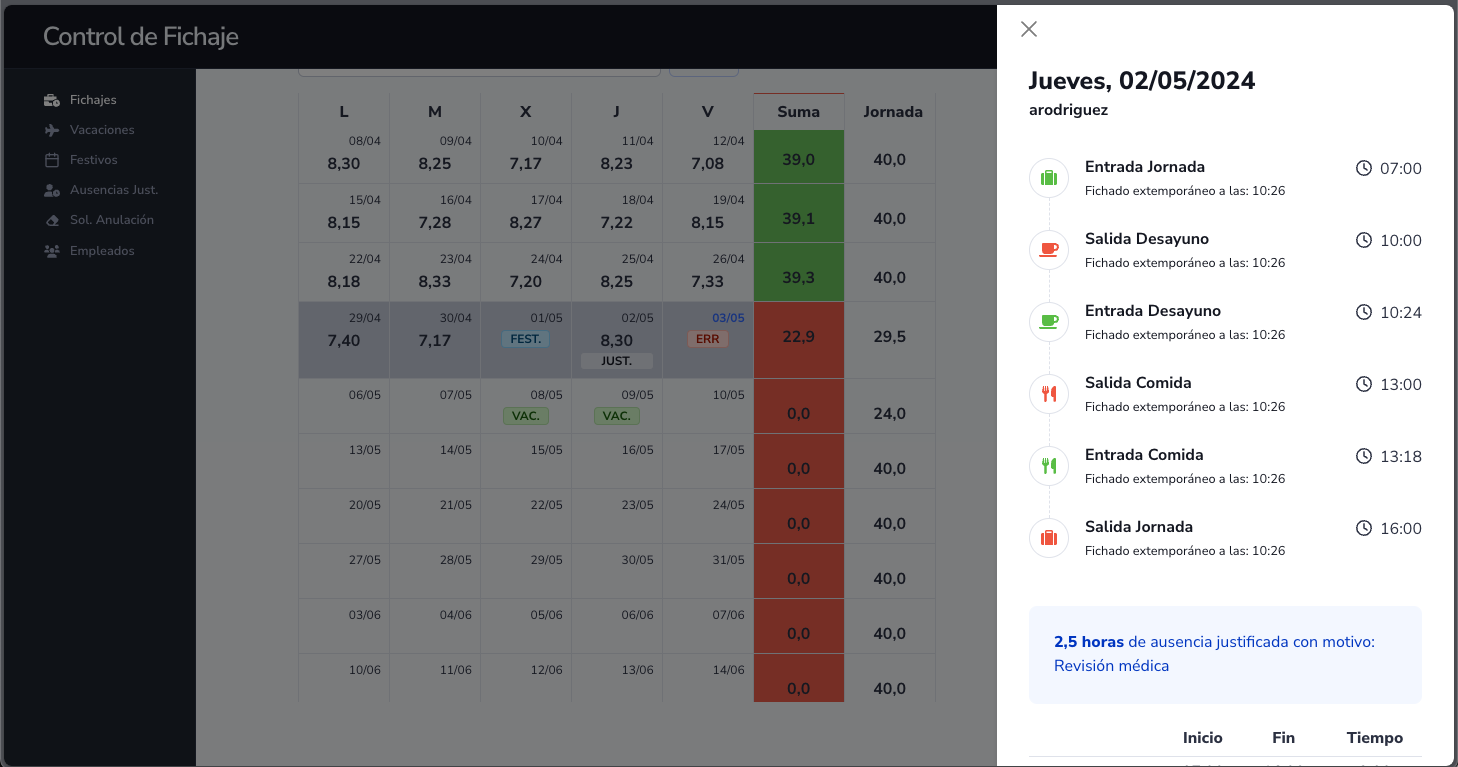 Control de Fichaje
Fichajes
Vacaciones
Festivos
Ausencias Just.
Sol. Anulación
Empleados
L M X J V Suma Jornada
08/04 09/04 10/04 11/04 12/04
8,30 8,25 7,17 8,23 7,08 39,0 40,0
15/04 16/04 17/04 18/04 19/04
8,15 7,28 8,27 7,22 8,15 39,1 40,0
22/04 23/04 24/04 25/04 26/04
8,18 8,33 7,20 8,25 7,33 39,3 40,0
29/04 30/04 01/05 02/05 03/05
7,40 7,17 FEST. 8,30 ERR 22,9 29,5
JUST.
06/05 07/05 08/05 09/05 10/05
VAC. VAC. 0,0 24,0
13/05 14/05 15/05 16/05 17/05
0,0 40,0
20/05 21/05 22/05 23/05 24/05
0,0 40,0
27/05 28/05 29/05 30/05 31/05
0,0 40,0
03/06 04/06 05/06 06/06 07/06
0,0 40,0
10/06 11/06 12/06 13/06 14/06
0,0 40,0
Jueves, 02/05/2024
arodriguez
Entrada Jornada 07:00
Fichado extemporáneo a las: 10:26
Salida Desayuno 10:00
Fichado extemporáneo a las: 10:26
Entrada Desayuno 10:24
Fichado extemporáneo a las: 10:26
Salida Comida 13:00
Fichado extemporáneo a las: 10:26
Entrada Comida 13:18
Fichado extemporáneo a las: 10:26
Salida Jornada 16:00
Fichado extemporáneo a las: 10:26
2,5 horas de ausencia justificada con motivo:
Revisión médica
Inicio Fin Tiempo